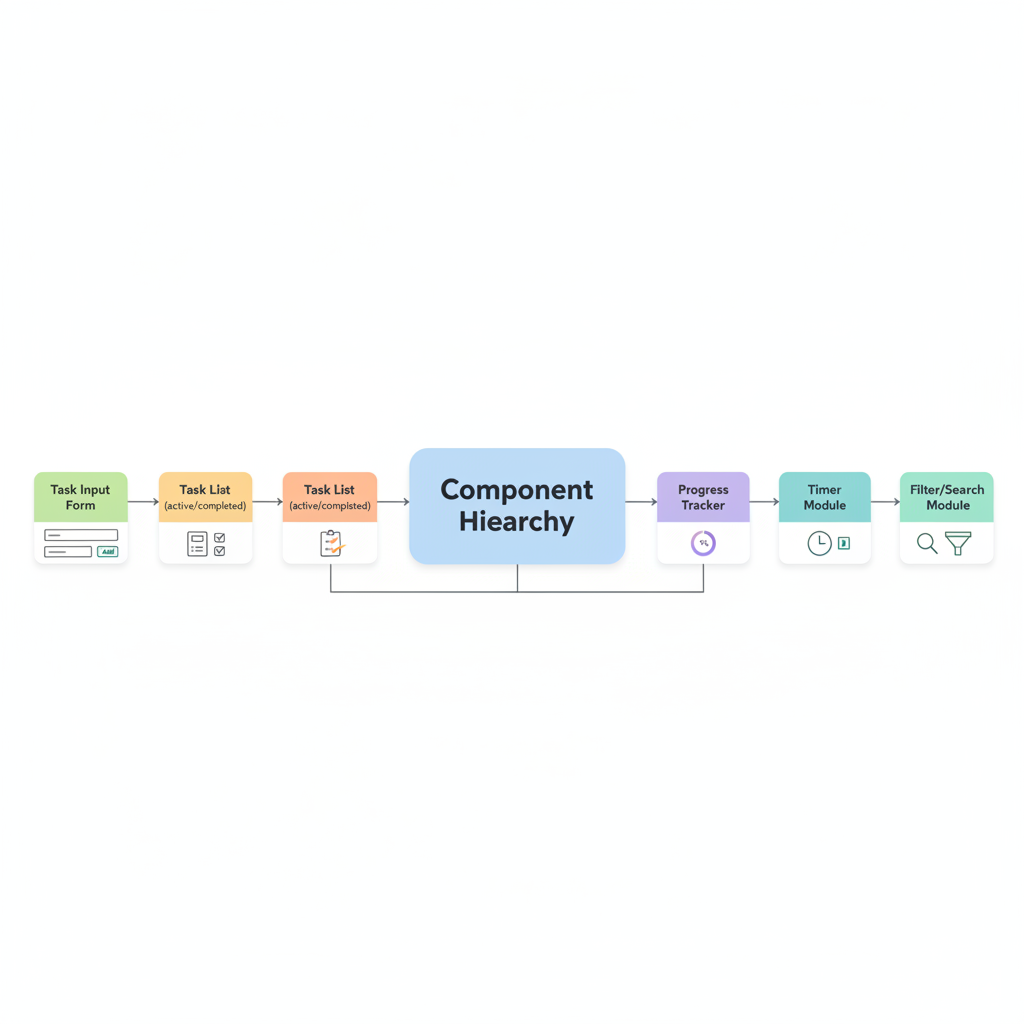 Task Input
Form
Add
Task Liat
(active/completed)
Task List
(active/complsted)
Component
Hiearchy
Progress
Tracker
Timer
Module
Filter/Search
Module